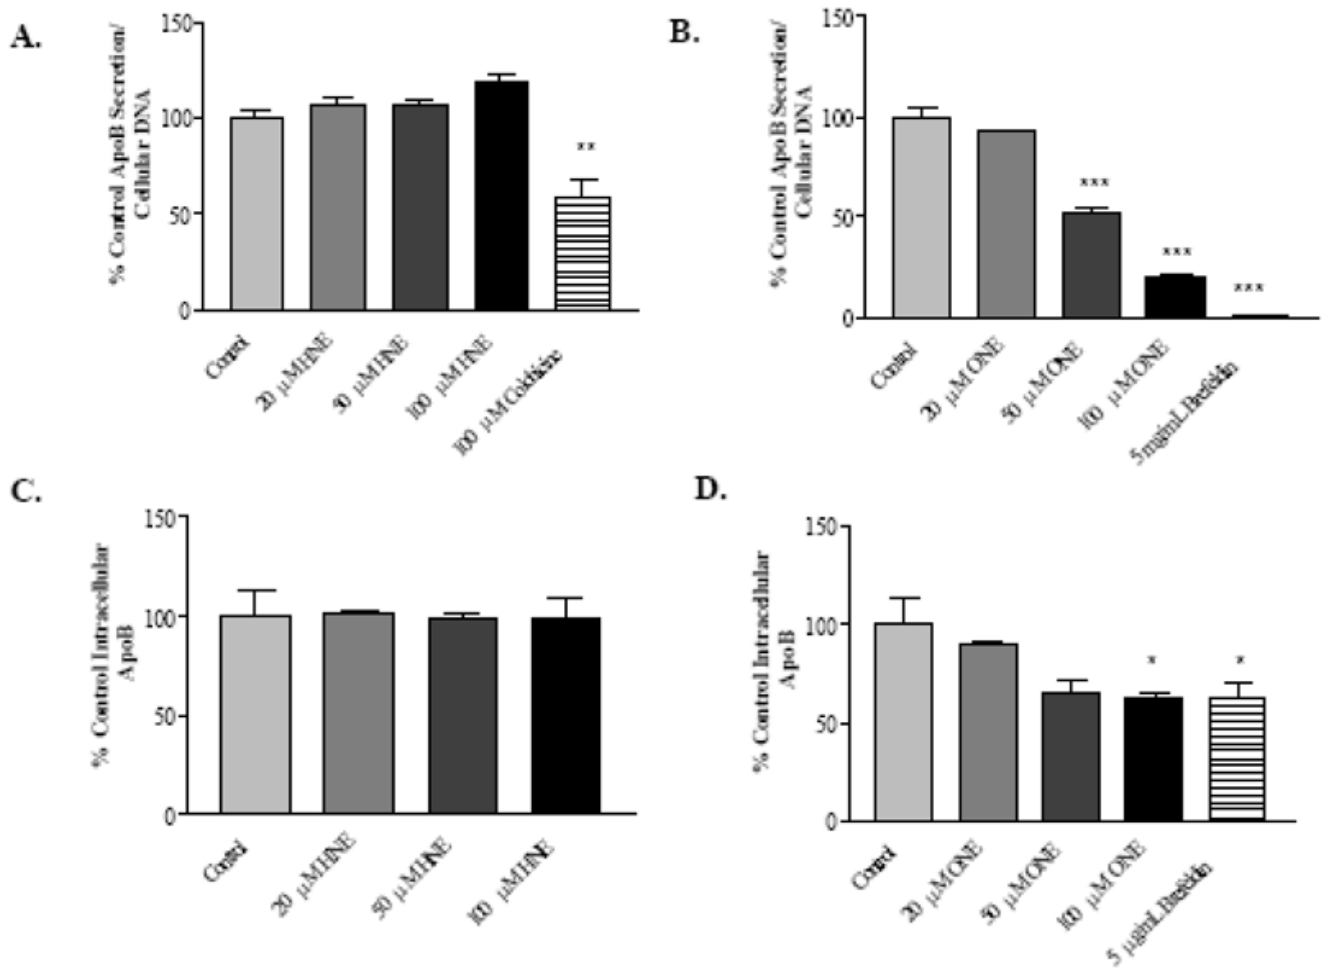 A.
% Control ApoB Secretion/
Cellular DNA
150
100
50
0
**
Control
20 μM HNE
50 μM HNE
100 μM HNE
100 μM Colchicine
B.
% Control ApoB Secretion/
Cellular DNA
150
100
50
0
***
***
***
Control
20 μM ONE
50 μM ONE
100 μM ONE
5 mg/mL Brefeldin
C.
% Control Intracellular
ApoB
150
100
50
0
Control
20 μM HNE
50 μM HNE
100 μM HNE
D.
% Control Intracellular
ApoB
150
100
50
0
*
*
Control
20 μM ONE
50 μM ONE
100 μM ONE
5 μg/mL Brefeldin